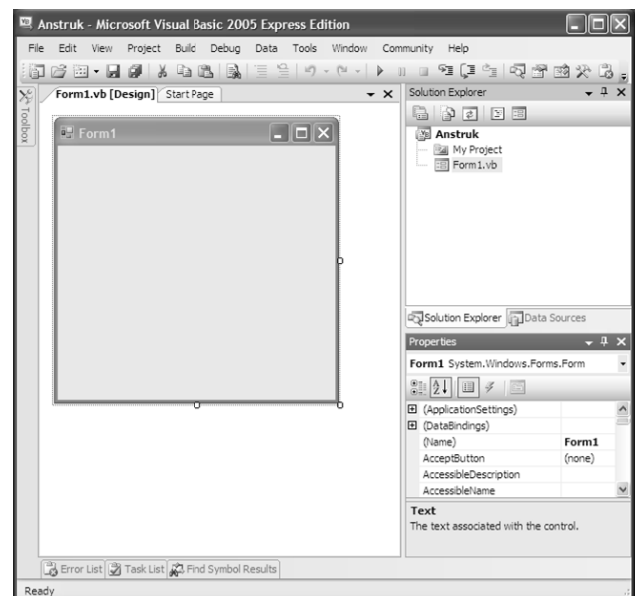 Anstruk - Microsoft Visual Basic 2005 Express Edition
File Edit View Project Build Debug Data Tools Window Community Help
Form1.vb [Design] Start Page
Toolbox
Form1
Solution Explorer
Anstruk
My Project
Form1.vb
Solution Explorer Data Sources
Properties
Form1 System.Windows.Forms.Form
(ApplicationSettings)
(DataBindings)
(Name) Form1
AcceptButton (none)
AccessibleDescription
AccessibleName
Text
The text associated with the control.
Error List Task List Find Symbol Results
Ready